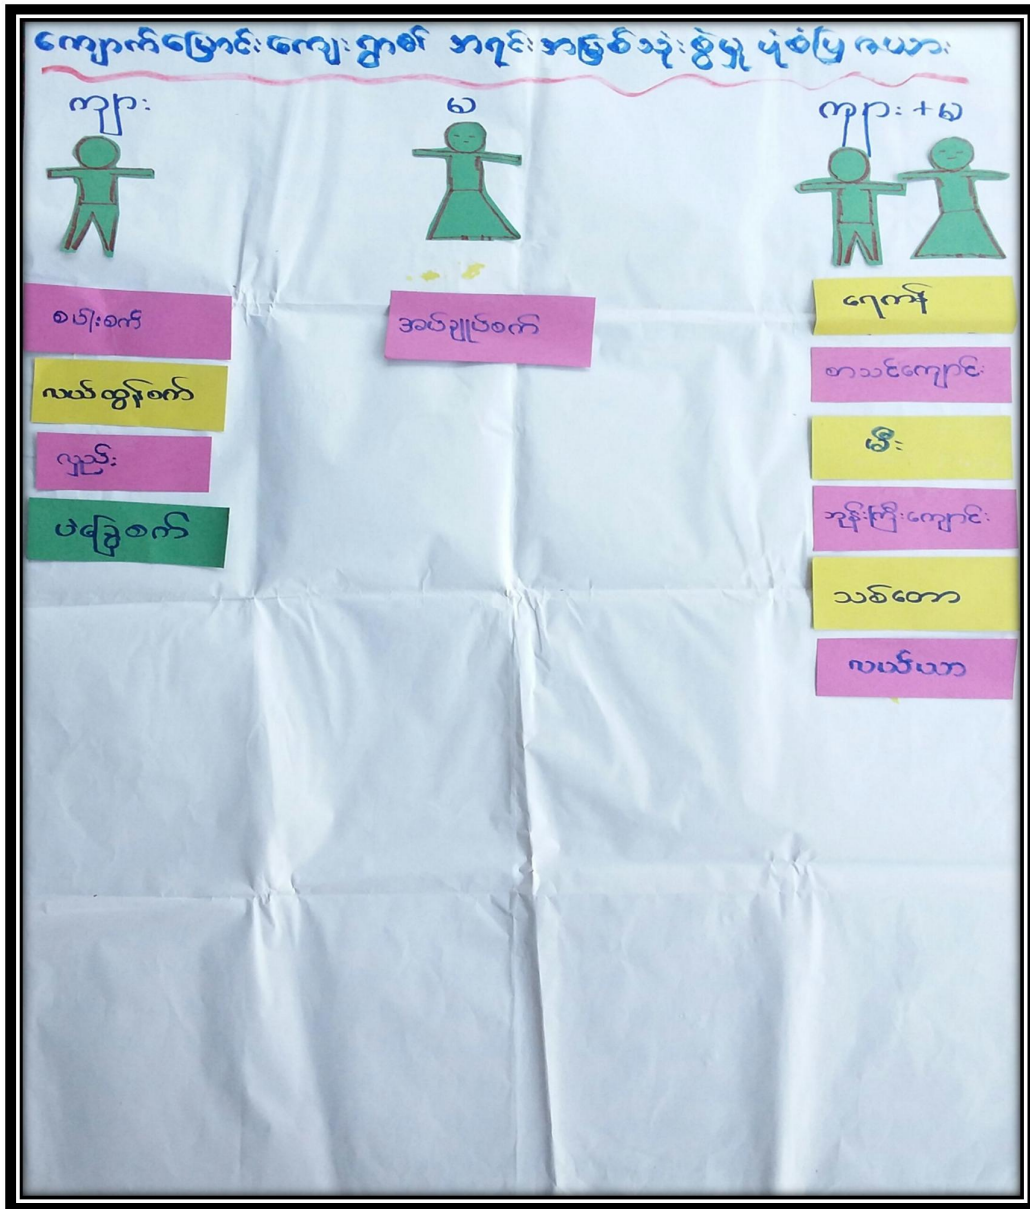 ကျောက်မြောင်းကျေးရွာ၏ အရင်းအမြစ်သုံးစွဲမှု ပုံစံပြ ဇယား
ကျား
မ
ကျား+မ
စပါးစက်
လယ်ထွန်စက်
လှည်း
ပဲခြွေစက်
အပ်ချုပ်စက်
ရေကန်
စာသင်ကျောင်း
မီး
ဘုန်းကြီးကျောင်း
သစ်တော
လယ်ယာ